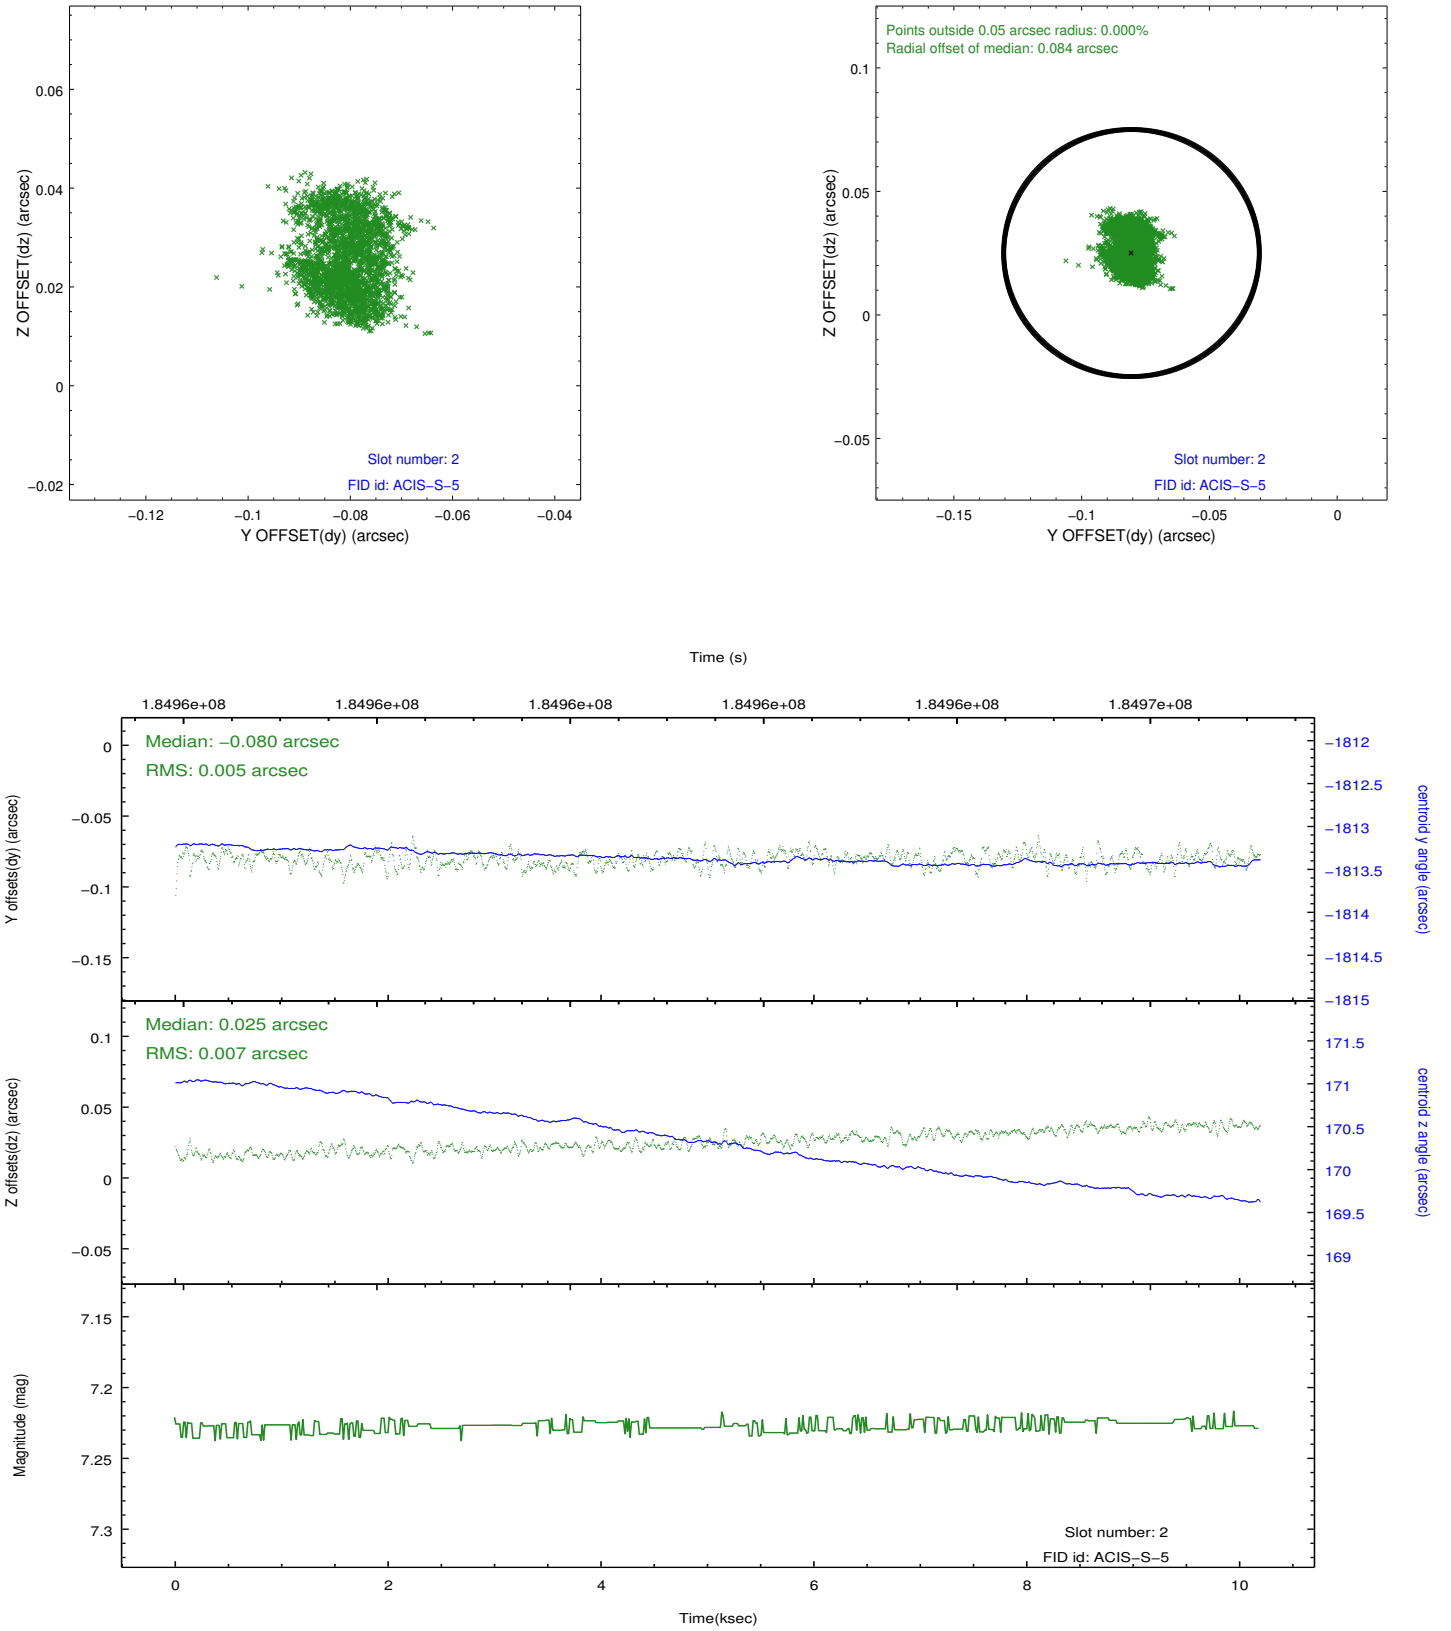 0.06
0.04
0.02
0
−0.02
Z OFFSET(dz) (arcsec)
Slot number: 2
FID id: ACIS−S−5
−0.12
−0.1
−0.08
−0.06
−0.04
Y OFFSET(dy) (arcsec)
Points outside 0.05 arcsec radius: 0.000%
Radial offset of median: 0.084 arcsec
0.1
0.05
0
−0.05
Z OFFSET(dz) (arcsec)
Slot number: 2
FID id: ACIS−S−5
−0.15
−0.1
−0.05
0
Y OFFSET(dy) (arcsec)
Time (s)
1.8496e+08
1.8496e+08
1.8496e+08
1.8496e+08
1.8496e+08
1.8497e+08
Median: −0.080 arcsec
RMS: 0.005 arcsec
0
−0.05
−0.1
−0.15
Y offsets(dy) (arcsec)
−1812
−1812.5
−1813
−1813.5
−1814
−1814.5
−1815
centroid y angle (arcsec)
Median: 0.025 arcsec
RMS: 0.007 arcsec
0.1
0.05
0
−0.05
Z offsets(dz) (arcsec)
171.5
171
170.5
170
169.5
169
centroid z angle (arcsec)
7.15
7.2
7.25
7.3
Magnitude (mag)
Slot number: 2
FID id: ACIS−S−5
0
2
4
6
8
10
Time(ksec)